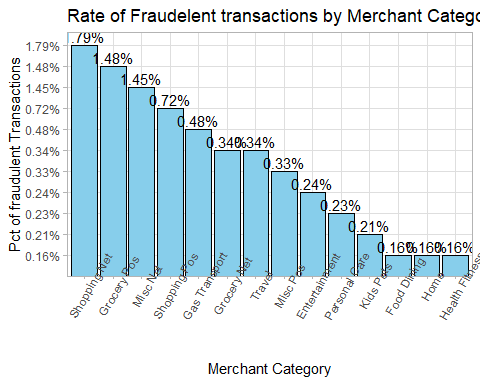 Rate of Fraudelent transactions by Merchant Catego
Pct of fraudulent Transactions
1.79%
1.48%
1.45%
0.72%
0.48%
0.34%
0.33%
0.24%
0.23%
0.21%
0.16%
.79%
1.48%
1.45%
0.72%
0.48%
0.34%
0.34%
0.33%
0.24%
0.23%
0.21%
0.16%
0.16%
0.16%
Shopping Net
Grocery Pos
Misc Net
Shopping Pos
Gas Transport
Grocery Net
Travel
Misc Pos
Entertainment
Personal Care
Kids Pets
Food Dining
Home
Health Fitness
Merchant Category